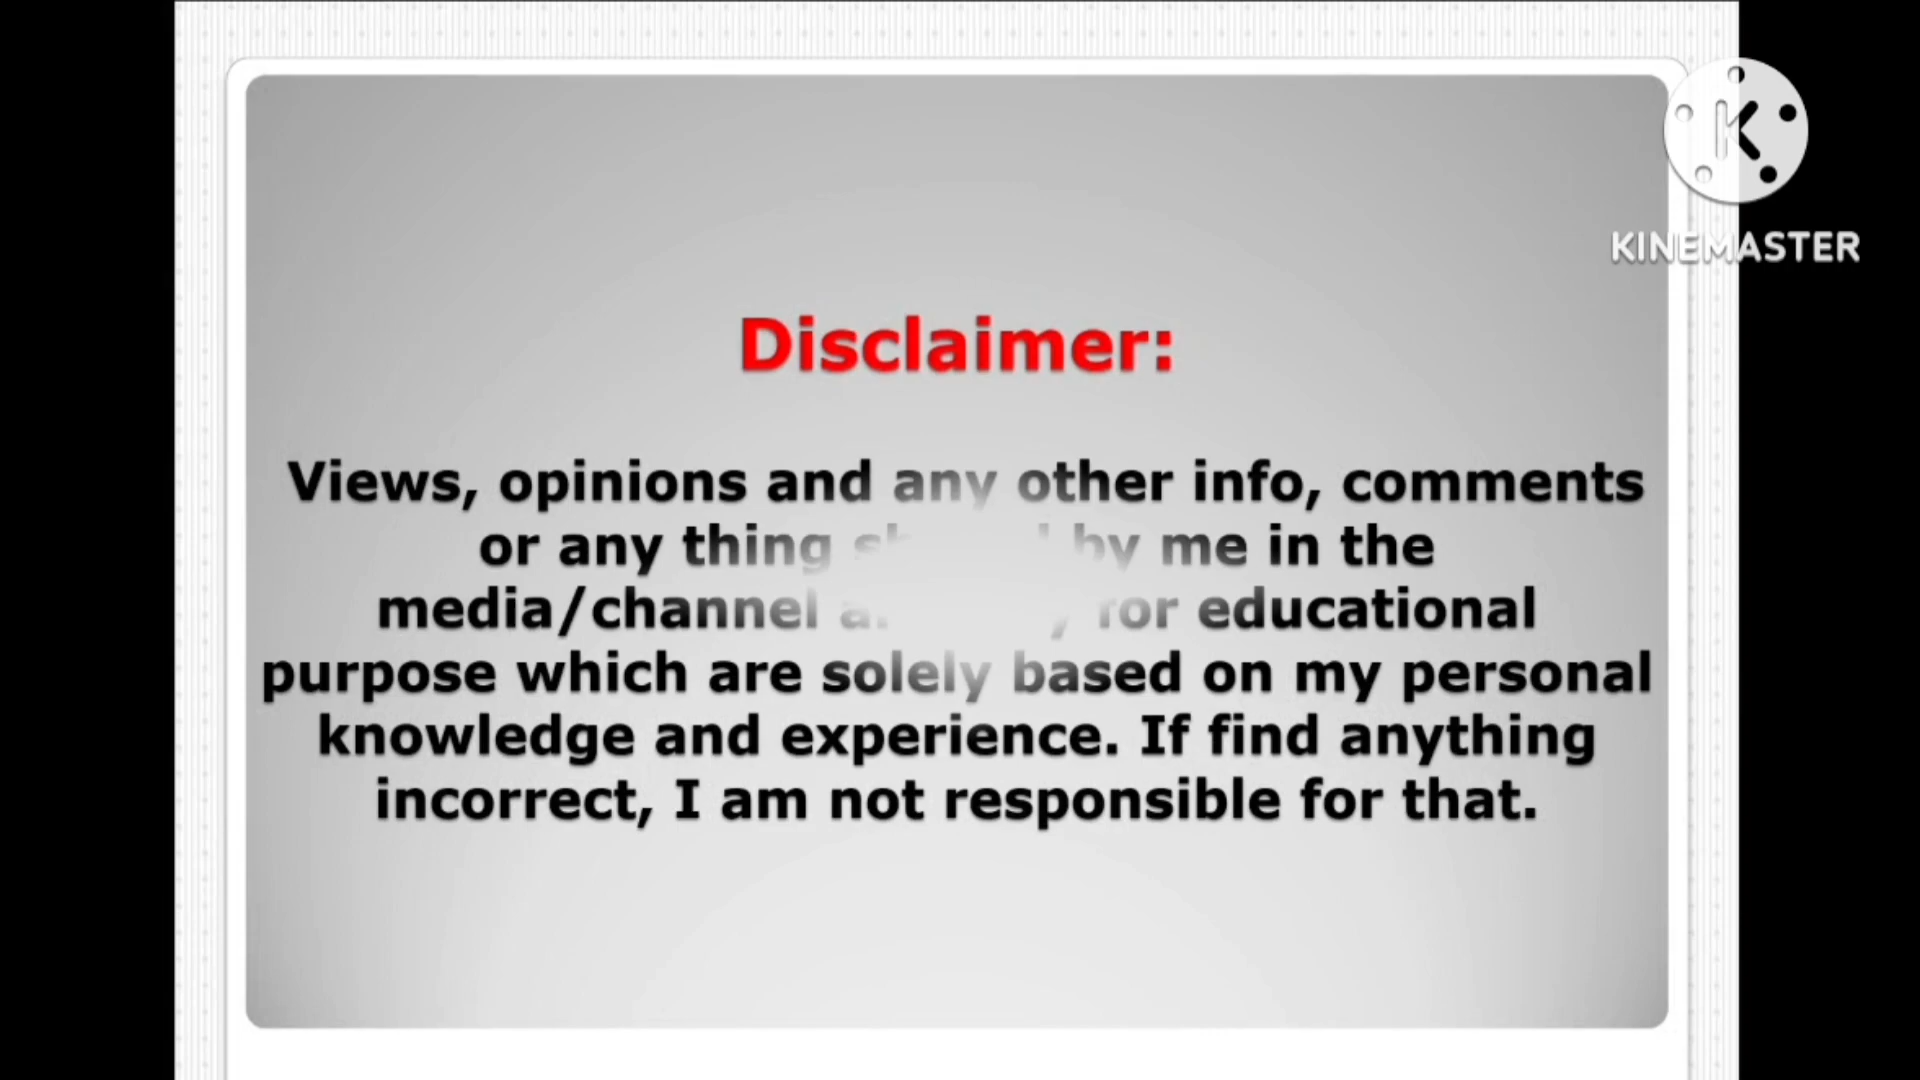 KINEMASTER
Disclaimer:
Views, opinions and any other info, comments
or any thing by me in the
media/channel for educational
purpose which are solely based on my personal
knowledge and experience. If find anything
incorrect, I am not responsible for that.